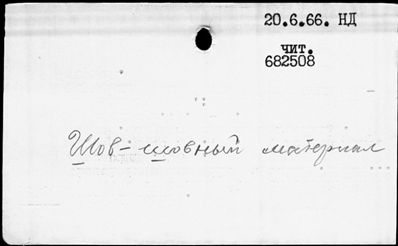 20.6.66. НД
чит.
682508
Шов - шовный материал